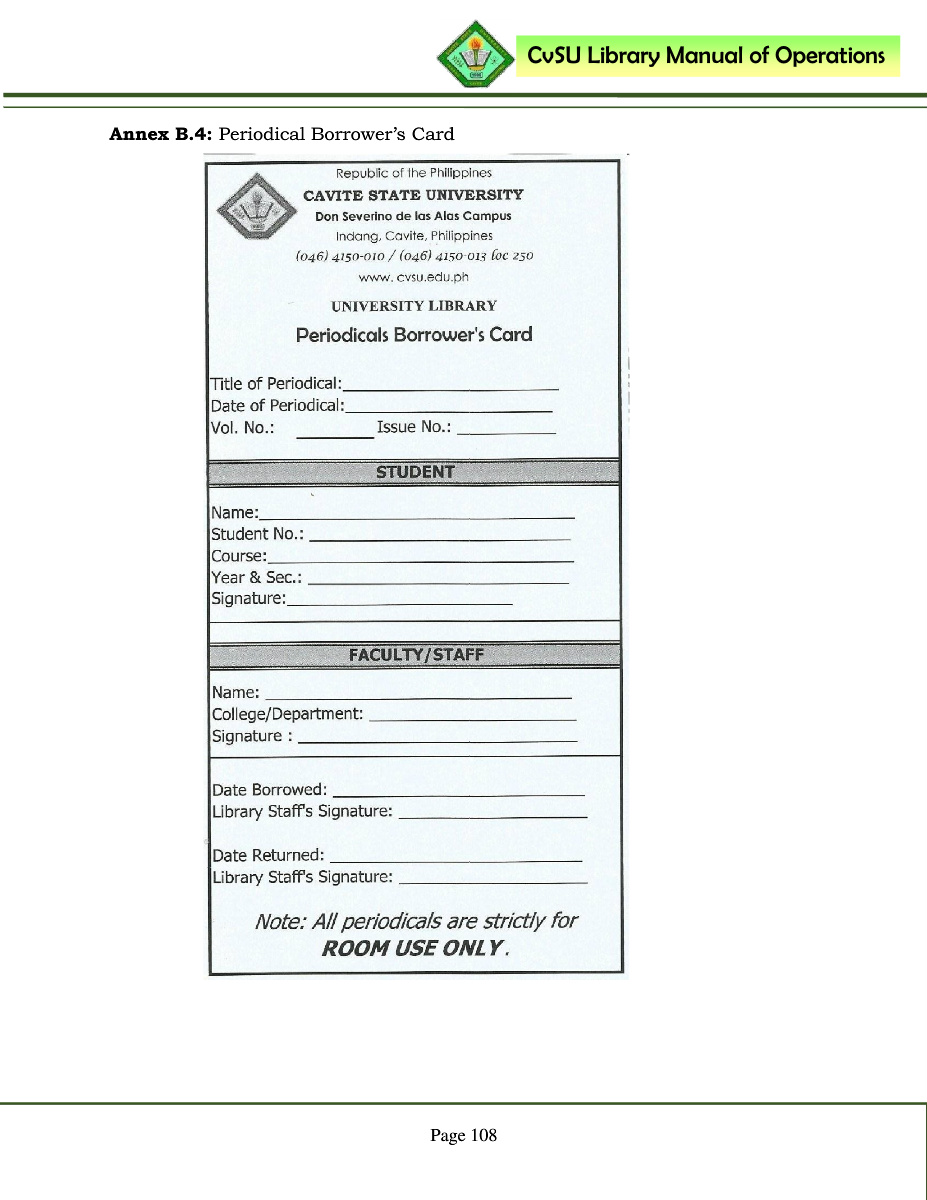 CvSU Library Manual of Operations
Annex B.4: Periodical Borrower's Card
Republic of the Philippines
CAVITE STATE UNIVERSITY
Don Severino de las Alas Campus
Indang, Cavite, Philippines
(046) 4150-010 / (046) 4150-013 loc 250
www. cvsu.edu.ph
UNIVERSITY LIBRARY
Periodicals Borrower's Card
Title of Periodical:
Date of Periodical:
Vol. No.: Issue No.:
STUDENT
Name:
Student No.:
Course:
Year & Sec.:
Signature:
FACULTY/STAFF
Name:
College/Department:
Signature :
Date Borrowed:
Library Staff's Signature:
Date Returned:
Library Staff's Signature:
Note: All periodicals are strictly for
ROOM USE ONLY.
Page 108